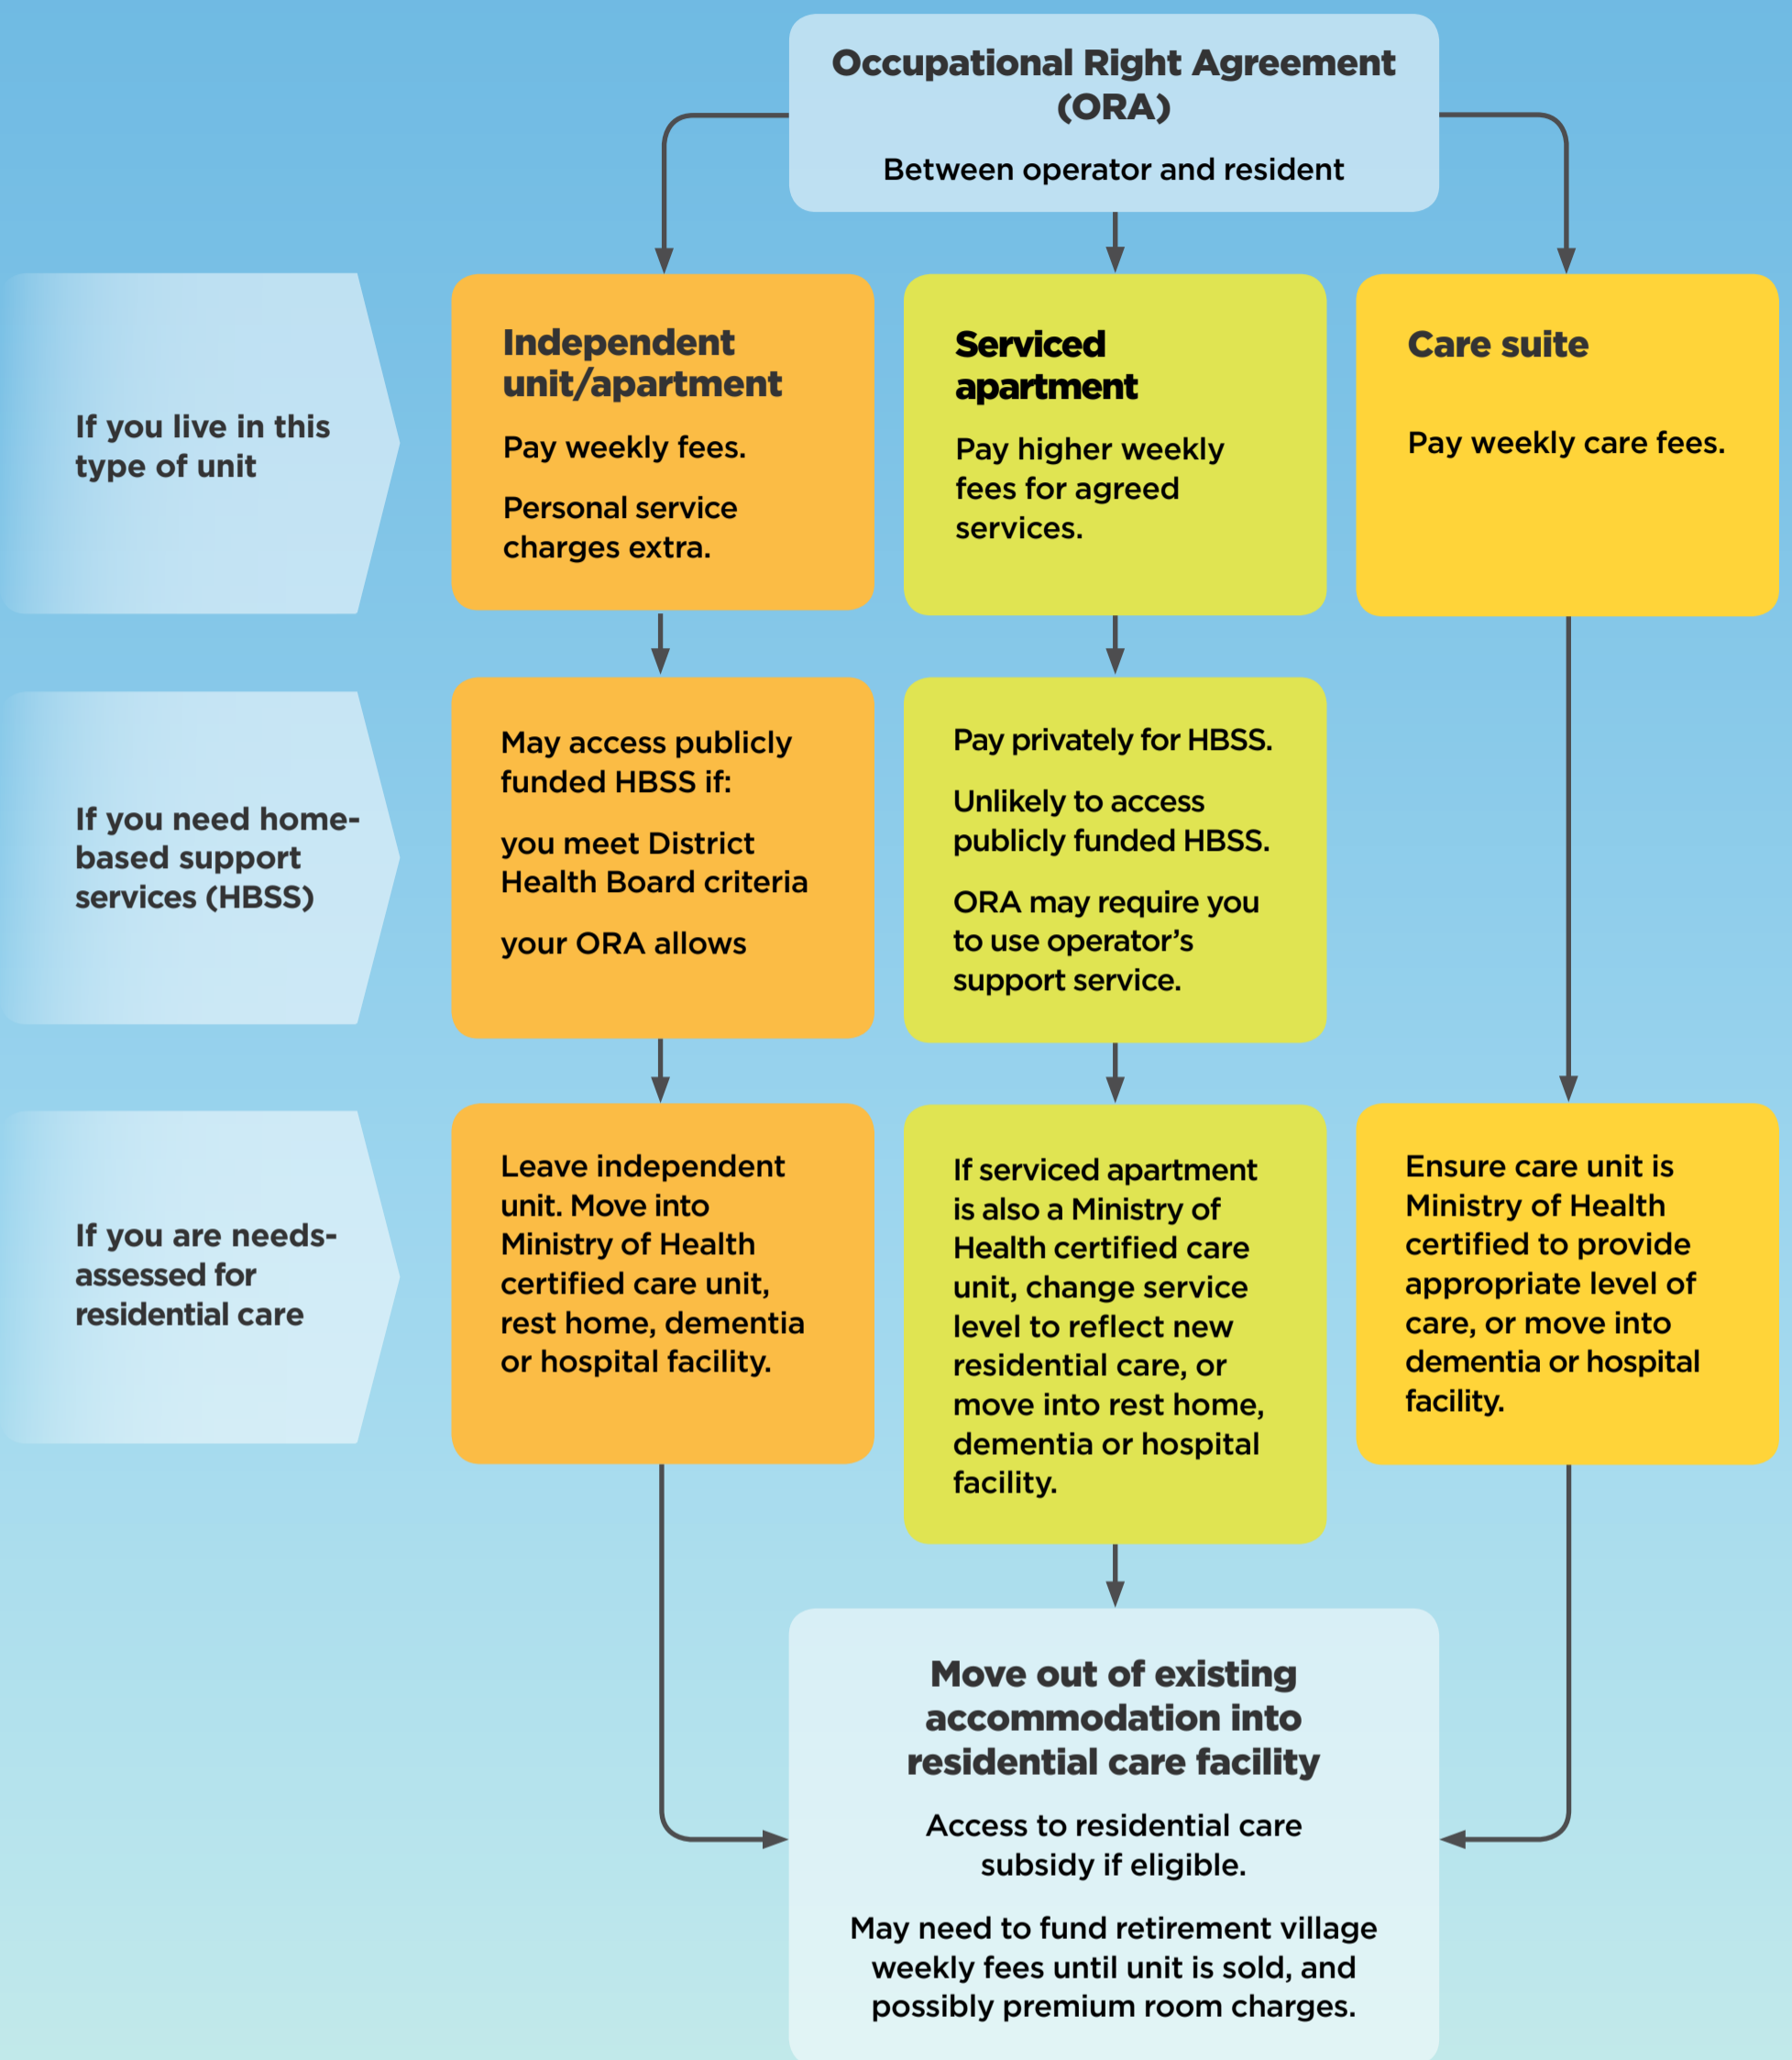 Occupational Right Agreement
(ORA)
Between operator and resident
If you live in this
type of unit
Independent
unit/apartment
Pay weekly fees.
Personal service
charges extra.
Serviced
apartment
Pay higher weekly
fees for agreed
services.
Care suite
Pay weekly care fees.
If you need home-
based support
services (HBSS)
May access publicly
funded HBSS if:
you meet District
Health Board criteria
your ORA allows
Pay privately for HBSS.
Unlikely to access
publicly funded HBSS.
ORA may require you
to use operator’s
support service.
If you are needs-
assessed for
residential care
Leave independent
unit. Move into
Ministry of Health
certified care unit,
rest home, dementia
or hospital facility.
If serviced apartment
is also a Ministry of
Health certified care
unit, change service
level to reflect new
residential care, or
move into rest home,
dementia or hospital
facility.
Ensure care unit is
Ministry of Health
certified to provide
appropriate level of
care, or move into
dementia or hospital
facility.
Move out of existing
accommodation into
residential care facility
Access to residential care
subsidy if eligible.
May need to fund retirement village
weekly fees until unit is sold, and
possibly premium room charges.